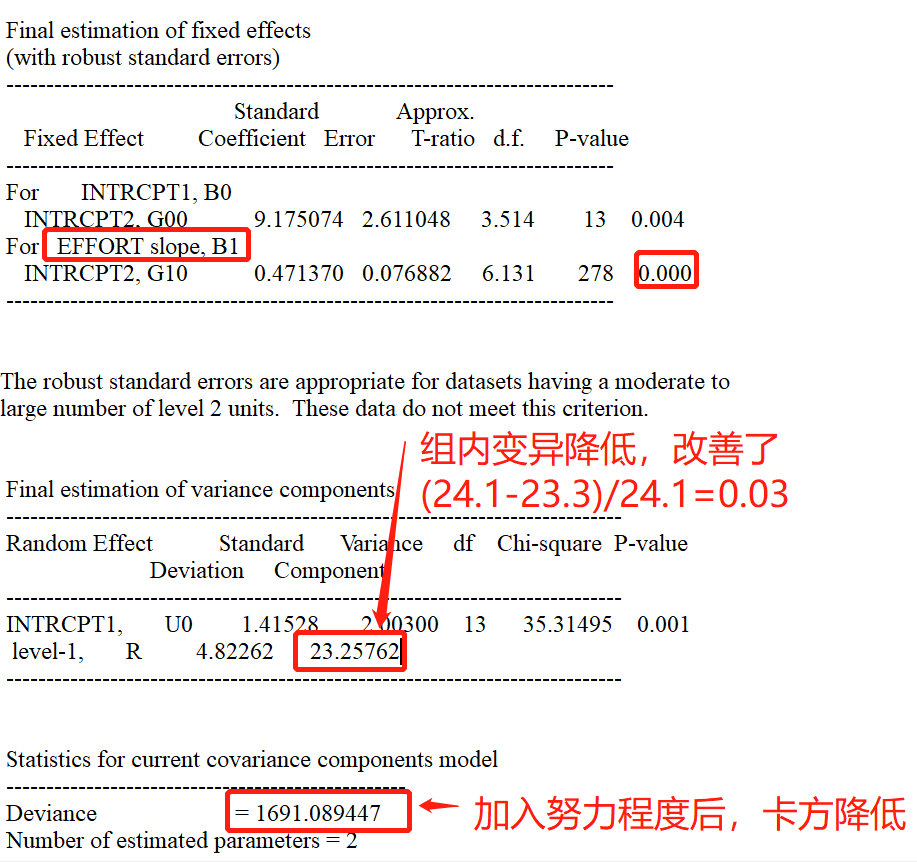 Final estimation of fixed effects
(with robust standard errors)
----------------------------------------------------------------------------
Standard Approx.
Fixed Effect Coefficient Error T-ratio d.f. P-value
----------------------------------------------------------------------------
For INTRCPT1, B0
INTRCPT2, G00 9.175074 2.611048 3.514 13 0.004
For EFFORT slope, B1
INTRCPT2, G10 0.471370 0.076882 6.131 278 0.000
----------------------------------------------------------------------------
The robust standard errors are appropriate for datasets having a moderate to
large number of level 2 units. These data do not meet this criterion.
组内变异降低，改善了
(24.1-23.3)/24.1=0.03
Final estimation of variance components
-----------------------------------------------------------------------------
Random Effect Standard Variance df Chi-square P-value
Deviation Component
-----------------------------------------------------------------------------
INTRCPT1, U0 1.41528 2.00300 13 35.31495 0.001
level-1, R 4.82262 23.25762
-----------------------------------------------------------------------------
Statistics for current covariance components model
--------------------------------------------------
Deviance = 1691.089447
加入努力程度后，卡方降低
Number of estimated parameters = 2